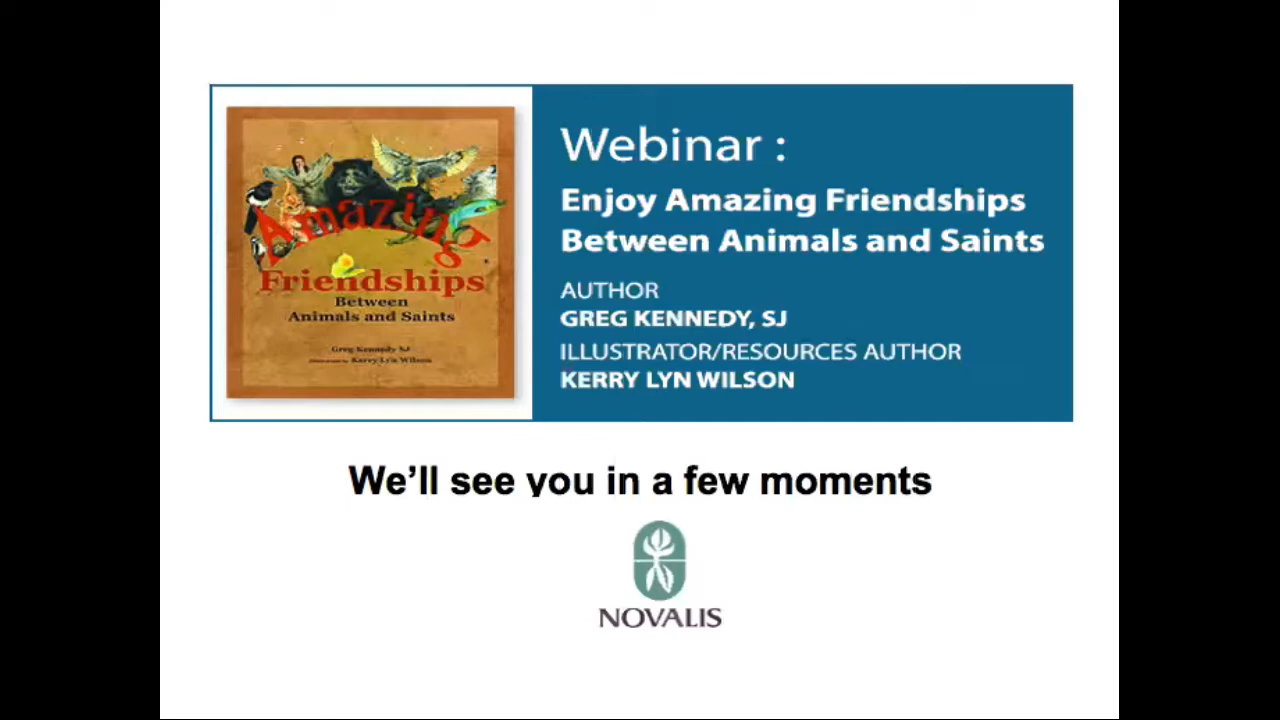 Amazing
Friendships
Between
Animals and Saints
Greg Kennedy SJ
Kerry Lyn Wilson
Webinar :
Enjoy Amazing Friendships
Between Animals and Saints
AUTHOR
GREG KENNEDY, SJ
ILLUSTRATOR/RESOURCES AUTHOR
KERRY LYN WILSON
We’ll see you in a few moments
NOVALIS